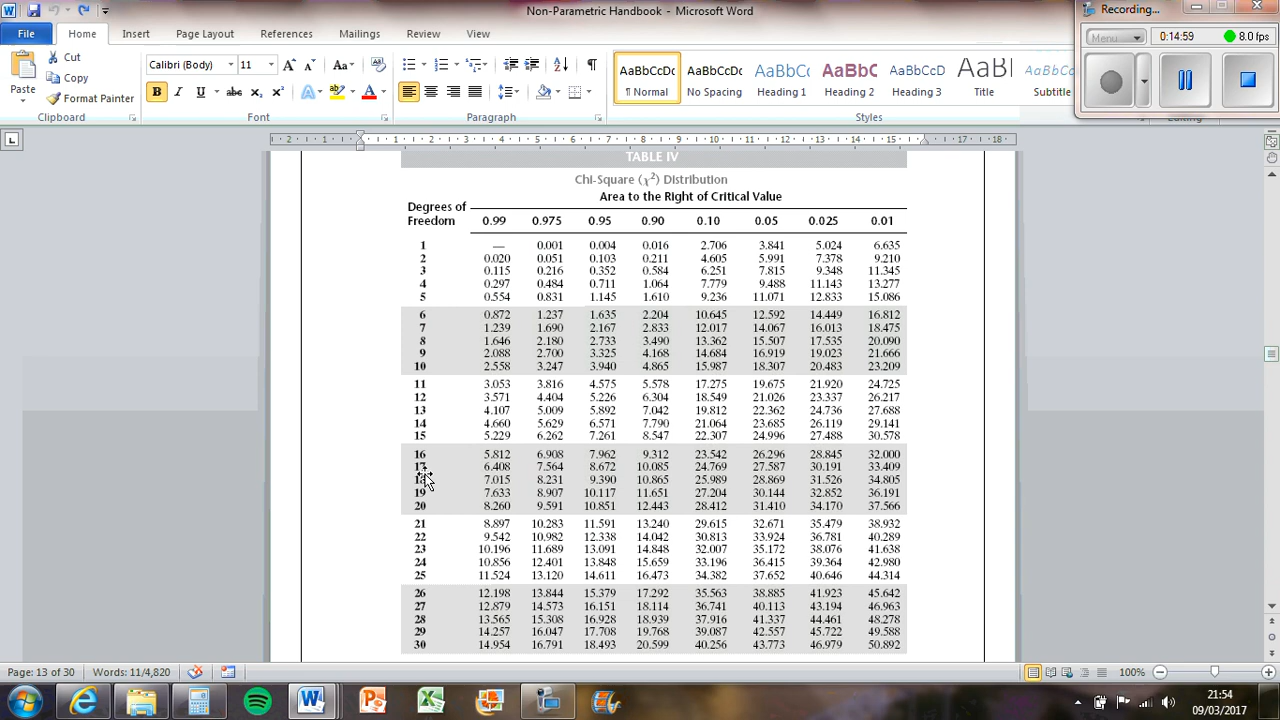 Non-Parametric Handbook - Microsoft Word
Recording...
File Home Insert Page Layout References Mailings Review View
Menu 0:14:59 8.0 fps
Paste
Cut
Copy
Format Painter
Calibri (Body) 11
B I U abc x₂ x²
AaBbCcDc AaBbCcDc AaBbCc AaBbC AaBbCcDc AaBbC AaBbCcDc
¶ Normal No Spacing Heading 1 Heading 2 Heading 3 Title Subtitle
Clipboard Font Paragraph Styles Editing
2 1 1 2 3 4 5 6 7 8 9 10 11 12 13 14 15 17 18
TABLE IV
Chi-Square (χ²) Distribution
Area to the Right of Critical Value
Degrees of
Freedom 0.99 0.975 0.95 0.90 0.10 0.05 0.025 0.01
1 — 0.001 0.004 0.016 2.706 3.841 5.024 6.635
2 0.020 0.051 0.103 0.211 4.605 5.991 7.378 9.210
3 0.115 0.216 0.352 0.584 6.251 7.815 9.348 11.345
4 0.297 0.484 0.711 1.064 7.779 9.488 11.143 13.277
5 0.554 0.831 1.145 1.610 9.236 11.071 12.833 15.086
6 0.872 1.237 1.635 2.204 10.645 12.592 14.449 16.812
7 1.239 1.690 2.167 2.833 12.017 14.067 16.013 18.475
8 1.646 2.180 2.733 3.490 13.362 15.507 17.535 20.090
9 2.088 2.700 3.325 4.168 14.684 16.919 19.023 21.666
10 2.558 3.247 3.940 4.865 15.987 18.307 20.483 23.209
11 3.053 3.816 4.575 5.578 17.275 19.675 21.920 24.725
12 3.571 4.404 5.226 6.304 18.549 21.026 23.337 26.217
13 4.107 5.009 5.892 7.042 19.812 22.362 24.736 27.688
14 4.660 5.629 6.571 7.790 21.064 23.685 26.119 29.141
15 5.229 6.262 7.261 8.547 22.307 24.996 27.488 30.578
16 5.812 6.908 7.962 9.312 23.542 26.296 28.845 32.000
17 6.408 7.564 8.672 10.085 24.769 27.587 30.191 33.409
18 7.015 8.231 9.390 10.865 25.989 28.869 31.526 34.805
19 7.633 8.907 10.117 11.651 27.204 30.144 32.852 36.191
20 8.260 9.591 10.851 12.443 28.412 31.410 34.170 37.566
21 8.897 10.283 11.591 13.240 29.615 32.671 35.479 38.932
22 9.542 10.982 12.338 14.042 30.813 33.924 36.781 40.289
23 10.196 11.689 13.091 14.848 32.007 35.172 38.076 41.638
24 10.856 12.401 13.848 15.659 33.196 36.415 39.364 42.980
25 11.524 13.120 14.611 16.473 34.382 37.652 40.646 44.314
26 12.198 13.844 15.379 17.292 35.563 38.885 41.923 45.642
27 12.879 14.573 16.151 18.114 36.741 40.113 43.194 46.963
28 13.565 15.308 16.928 18.939 37.916 41.337 44.461 48.278
29 14.257 16.047 17.708 19.768 39.087 42.557 45.722 49.588
30 14.954 16.791 18.493 20.599 40.256 43.773 46.979 50.892
Page: 13 of 30 Words: 11/4,820 100%
21:54
09/03/2017